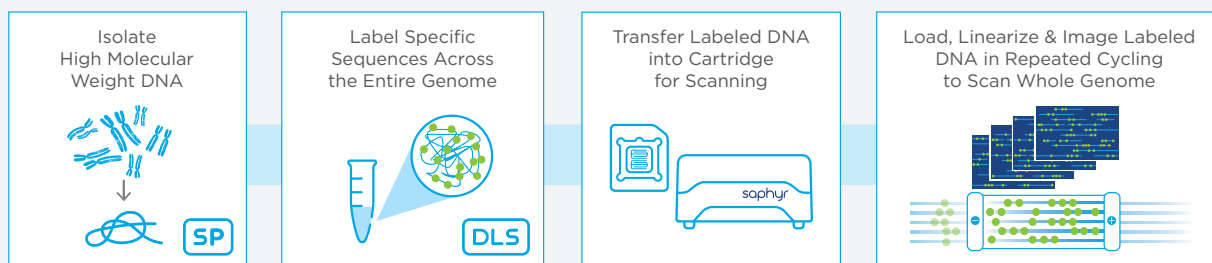 Isolate
High Molecular
Weight DNA
SP
Label Specific
Sequences Across
the Entire Genome
DLS
Transfer Labeled DNA
into Cartridge
for Scanning
saphyr
Load, Linearize & Image Labeled
DNA in Repeated Cycling
to Scan Whole Genome